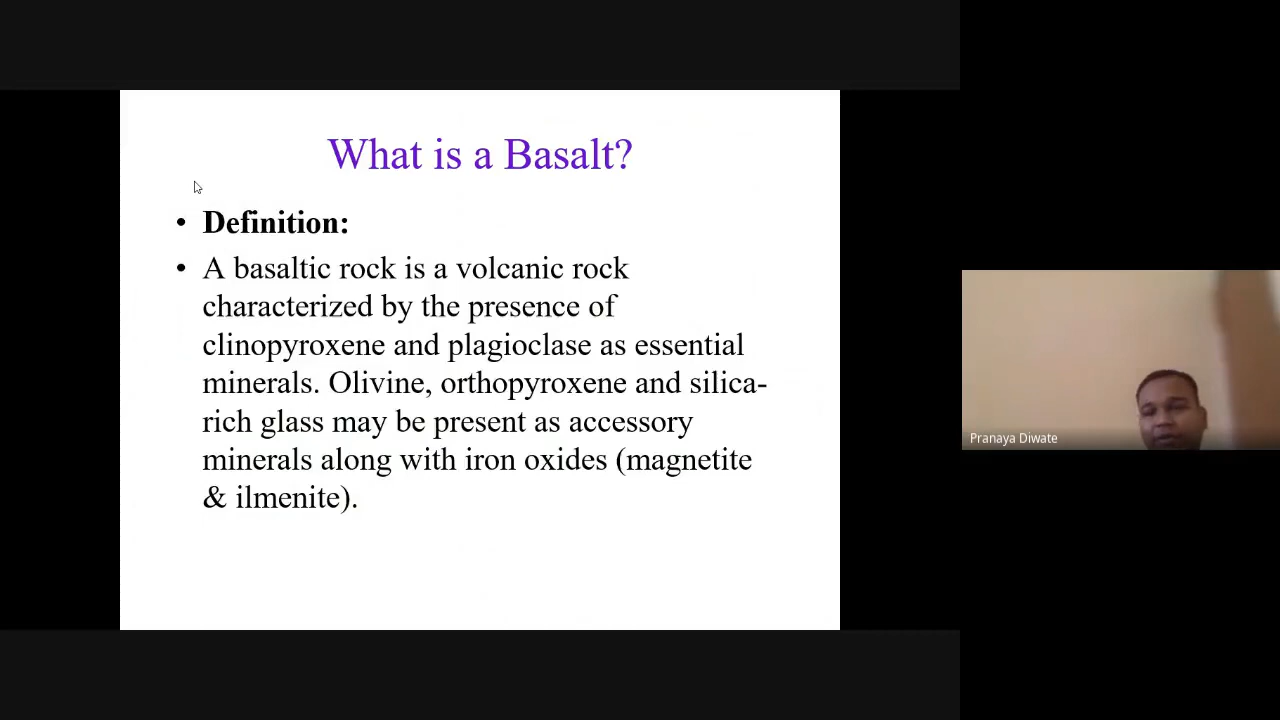 What is a Basalt?
• Definition:
• A basaltic rock is a volcanic rock
characterized by the presence of
clinopyroxene and plagioclase as essential
minerals. Olivine, orthopyroxene and silica-
rich glass may be present as accessory
minerals along with iron oxides (magnetite
& ilmenite).
Pranaya Diwate